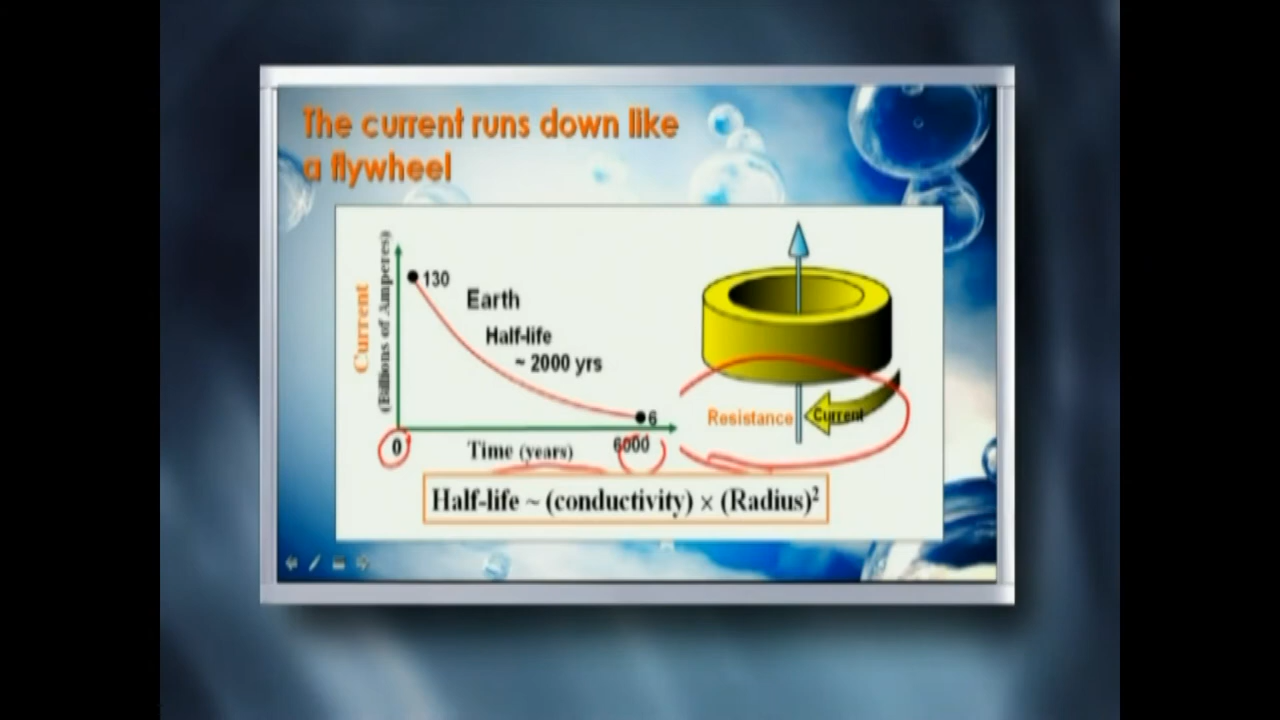 The current runs down like
a flywheel
Current
(Billions of Amperes)
130
Earth
Half-life
~ 2000 yrs
6
0
Time (years)
6000
Resistance
Current
Half-life ~ (conductivity) × (Radius)²